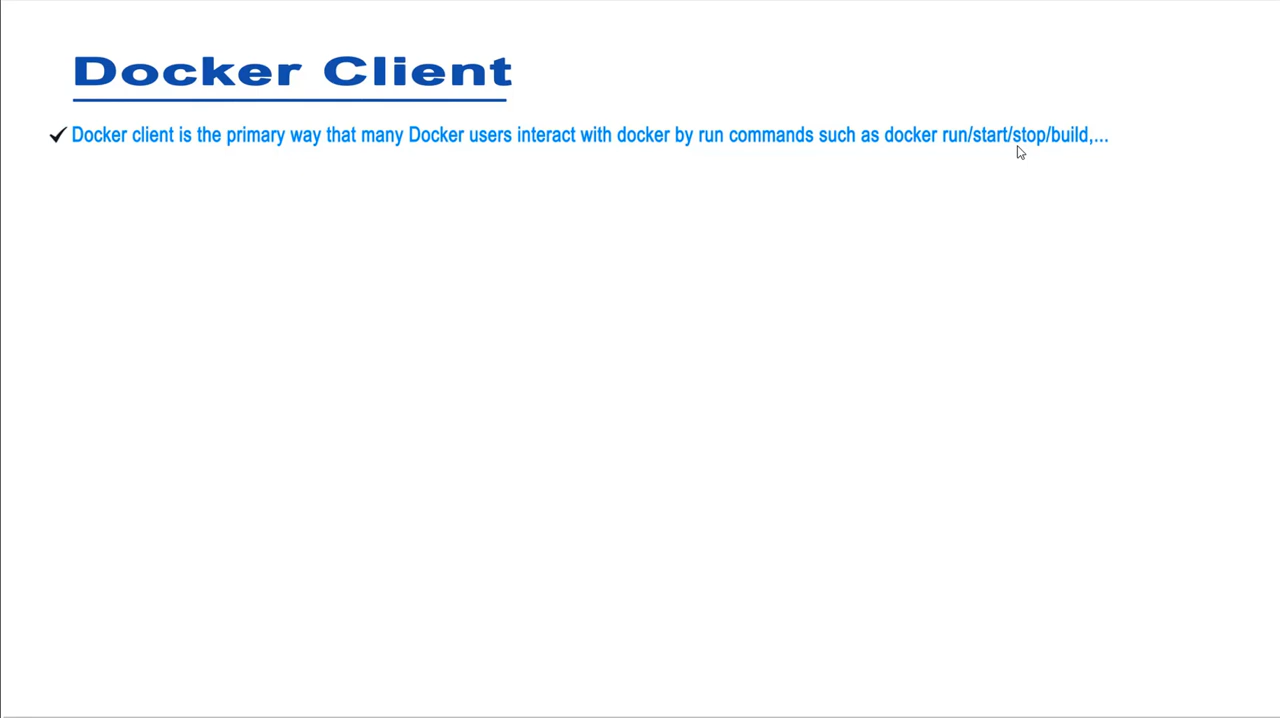 Docker Client
✓ Docker client is the primary way that many Docker users interact with docker by run commands such as docker run/start/stop/build,...